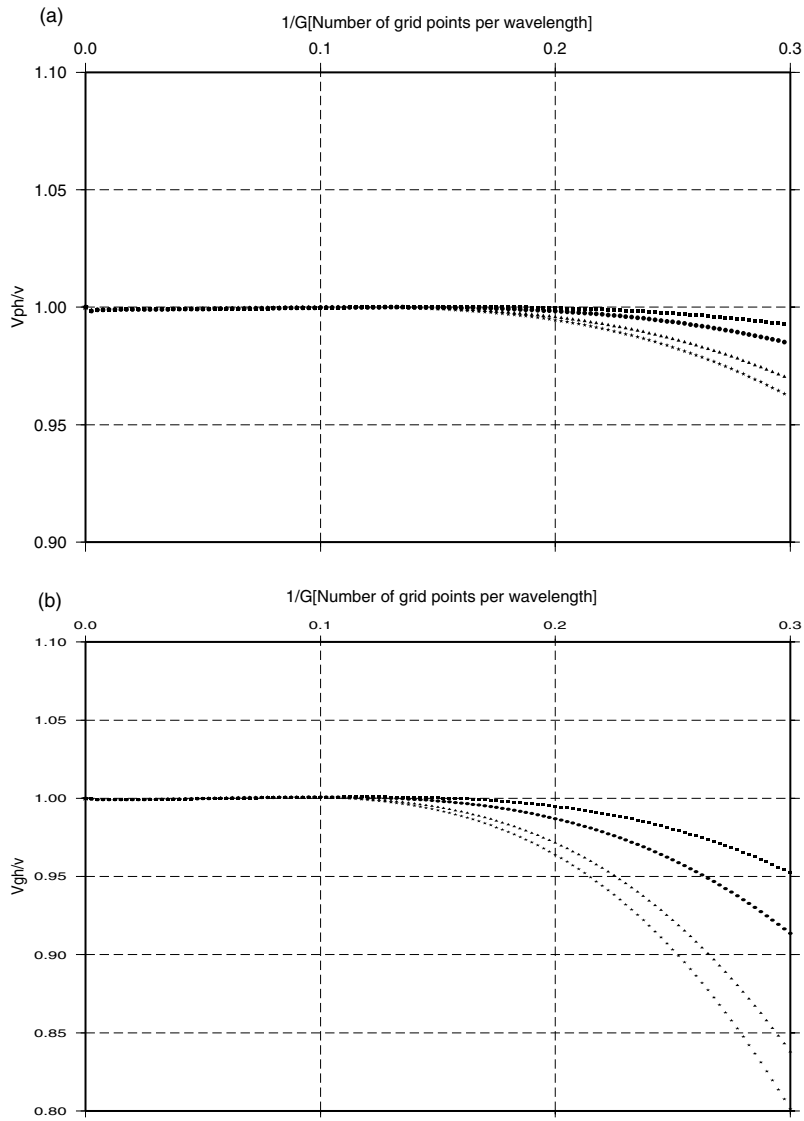 (a)
1/G[Number of grid points per wavelength]
0.0 0.1 0.2 0.3
1.10
1.05
1.00
0.95
0.90
Vph/v
(b)
1/G[Number of grid points per wavelength]
0.0 0.1 0.2 0.3
1.10
1.05
1.00
0.95
0.90
0.85
0.80
Vgh/v